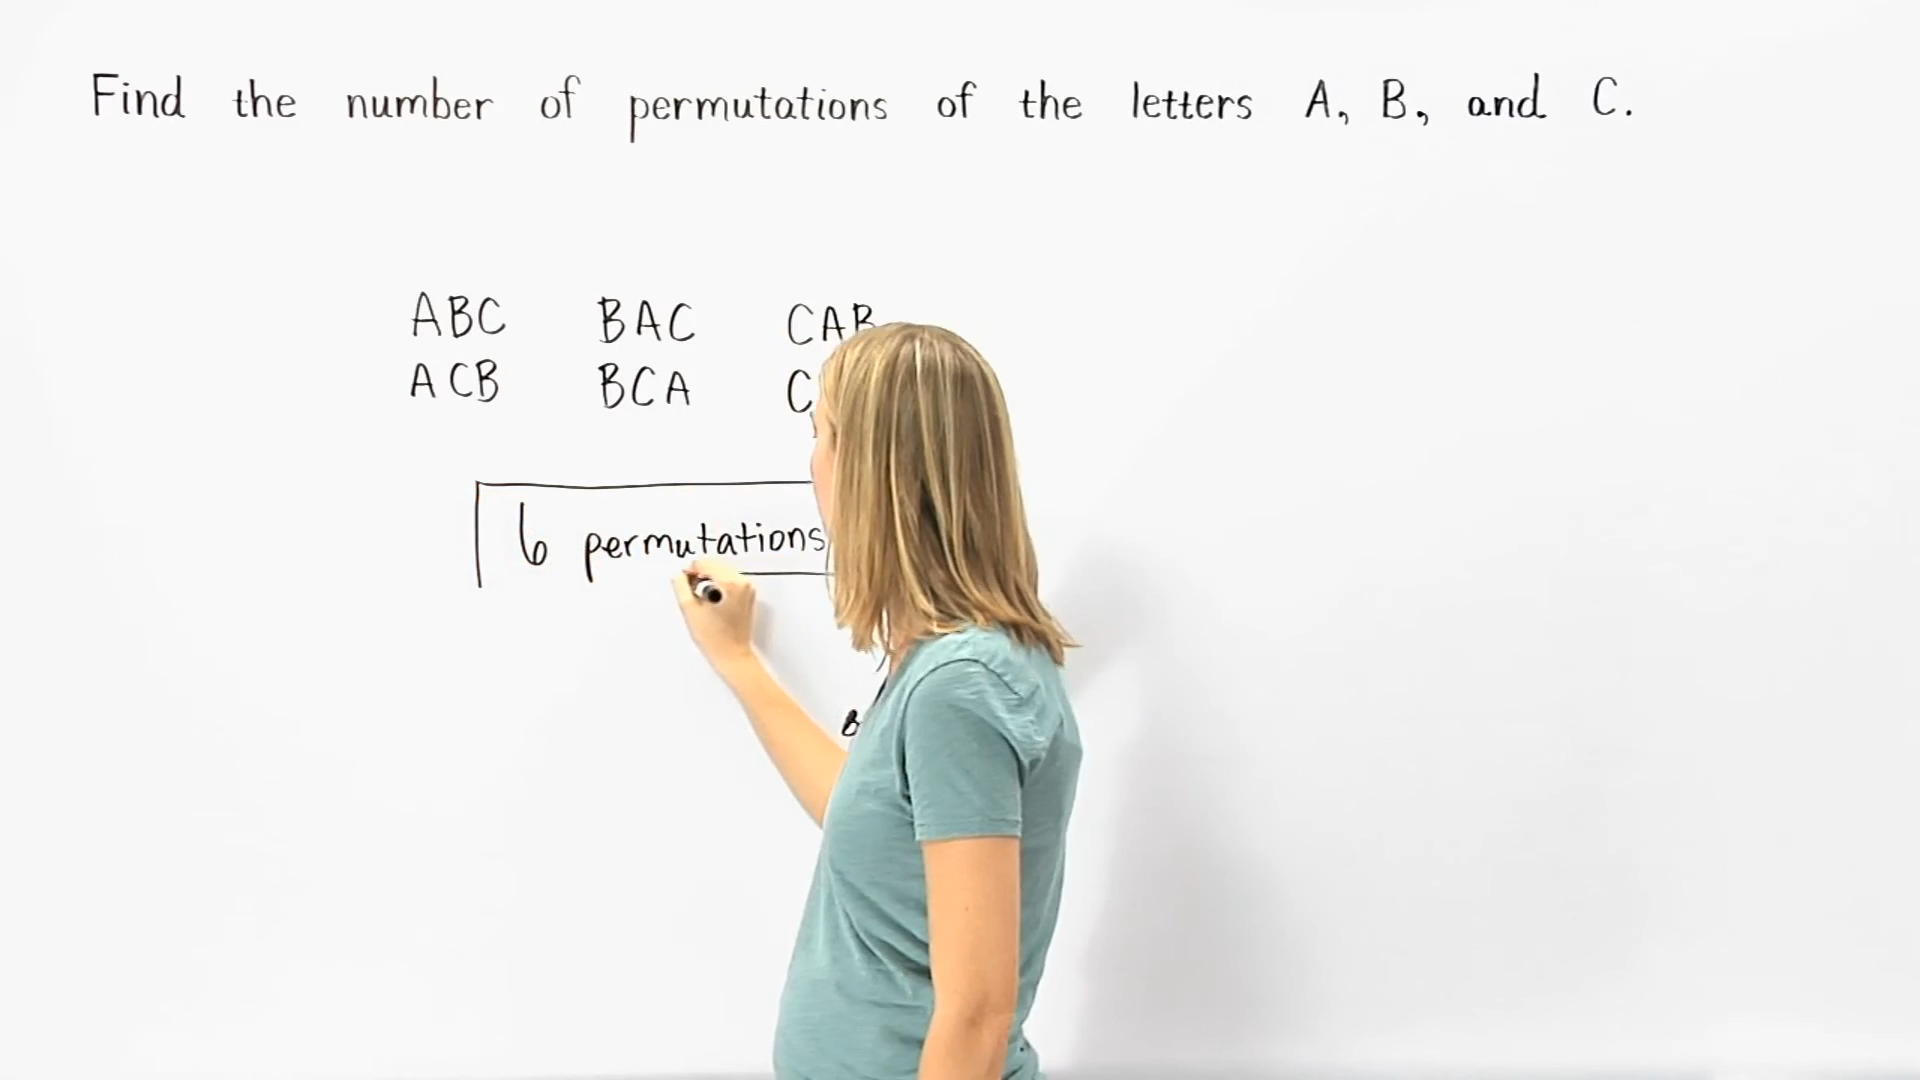 Find the number of permutations of the letters A, B, and C.
ABC BAC CAB
ACB BCA C
6 permutations
B